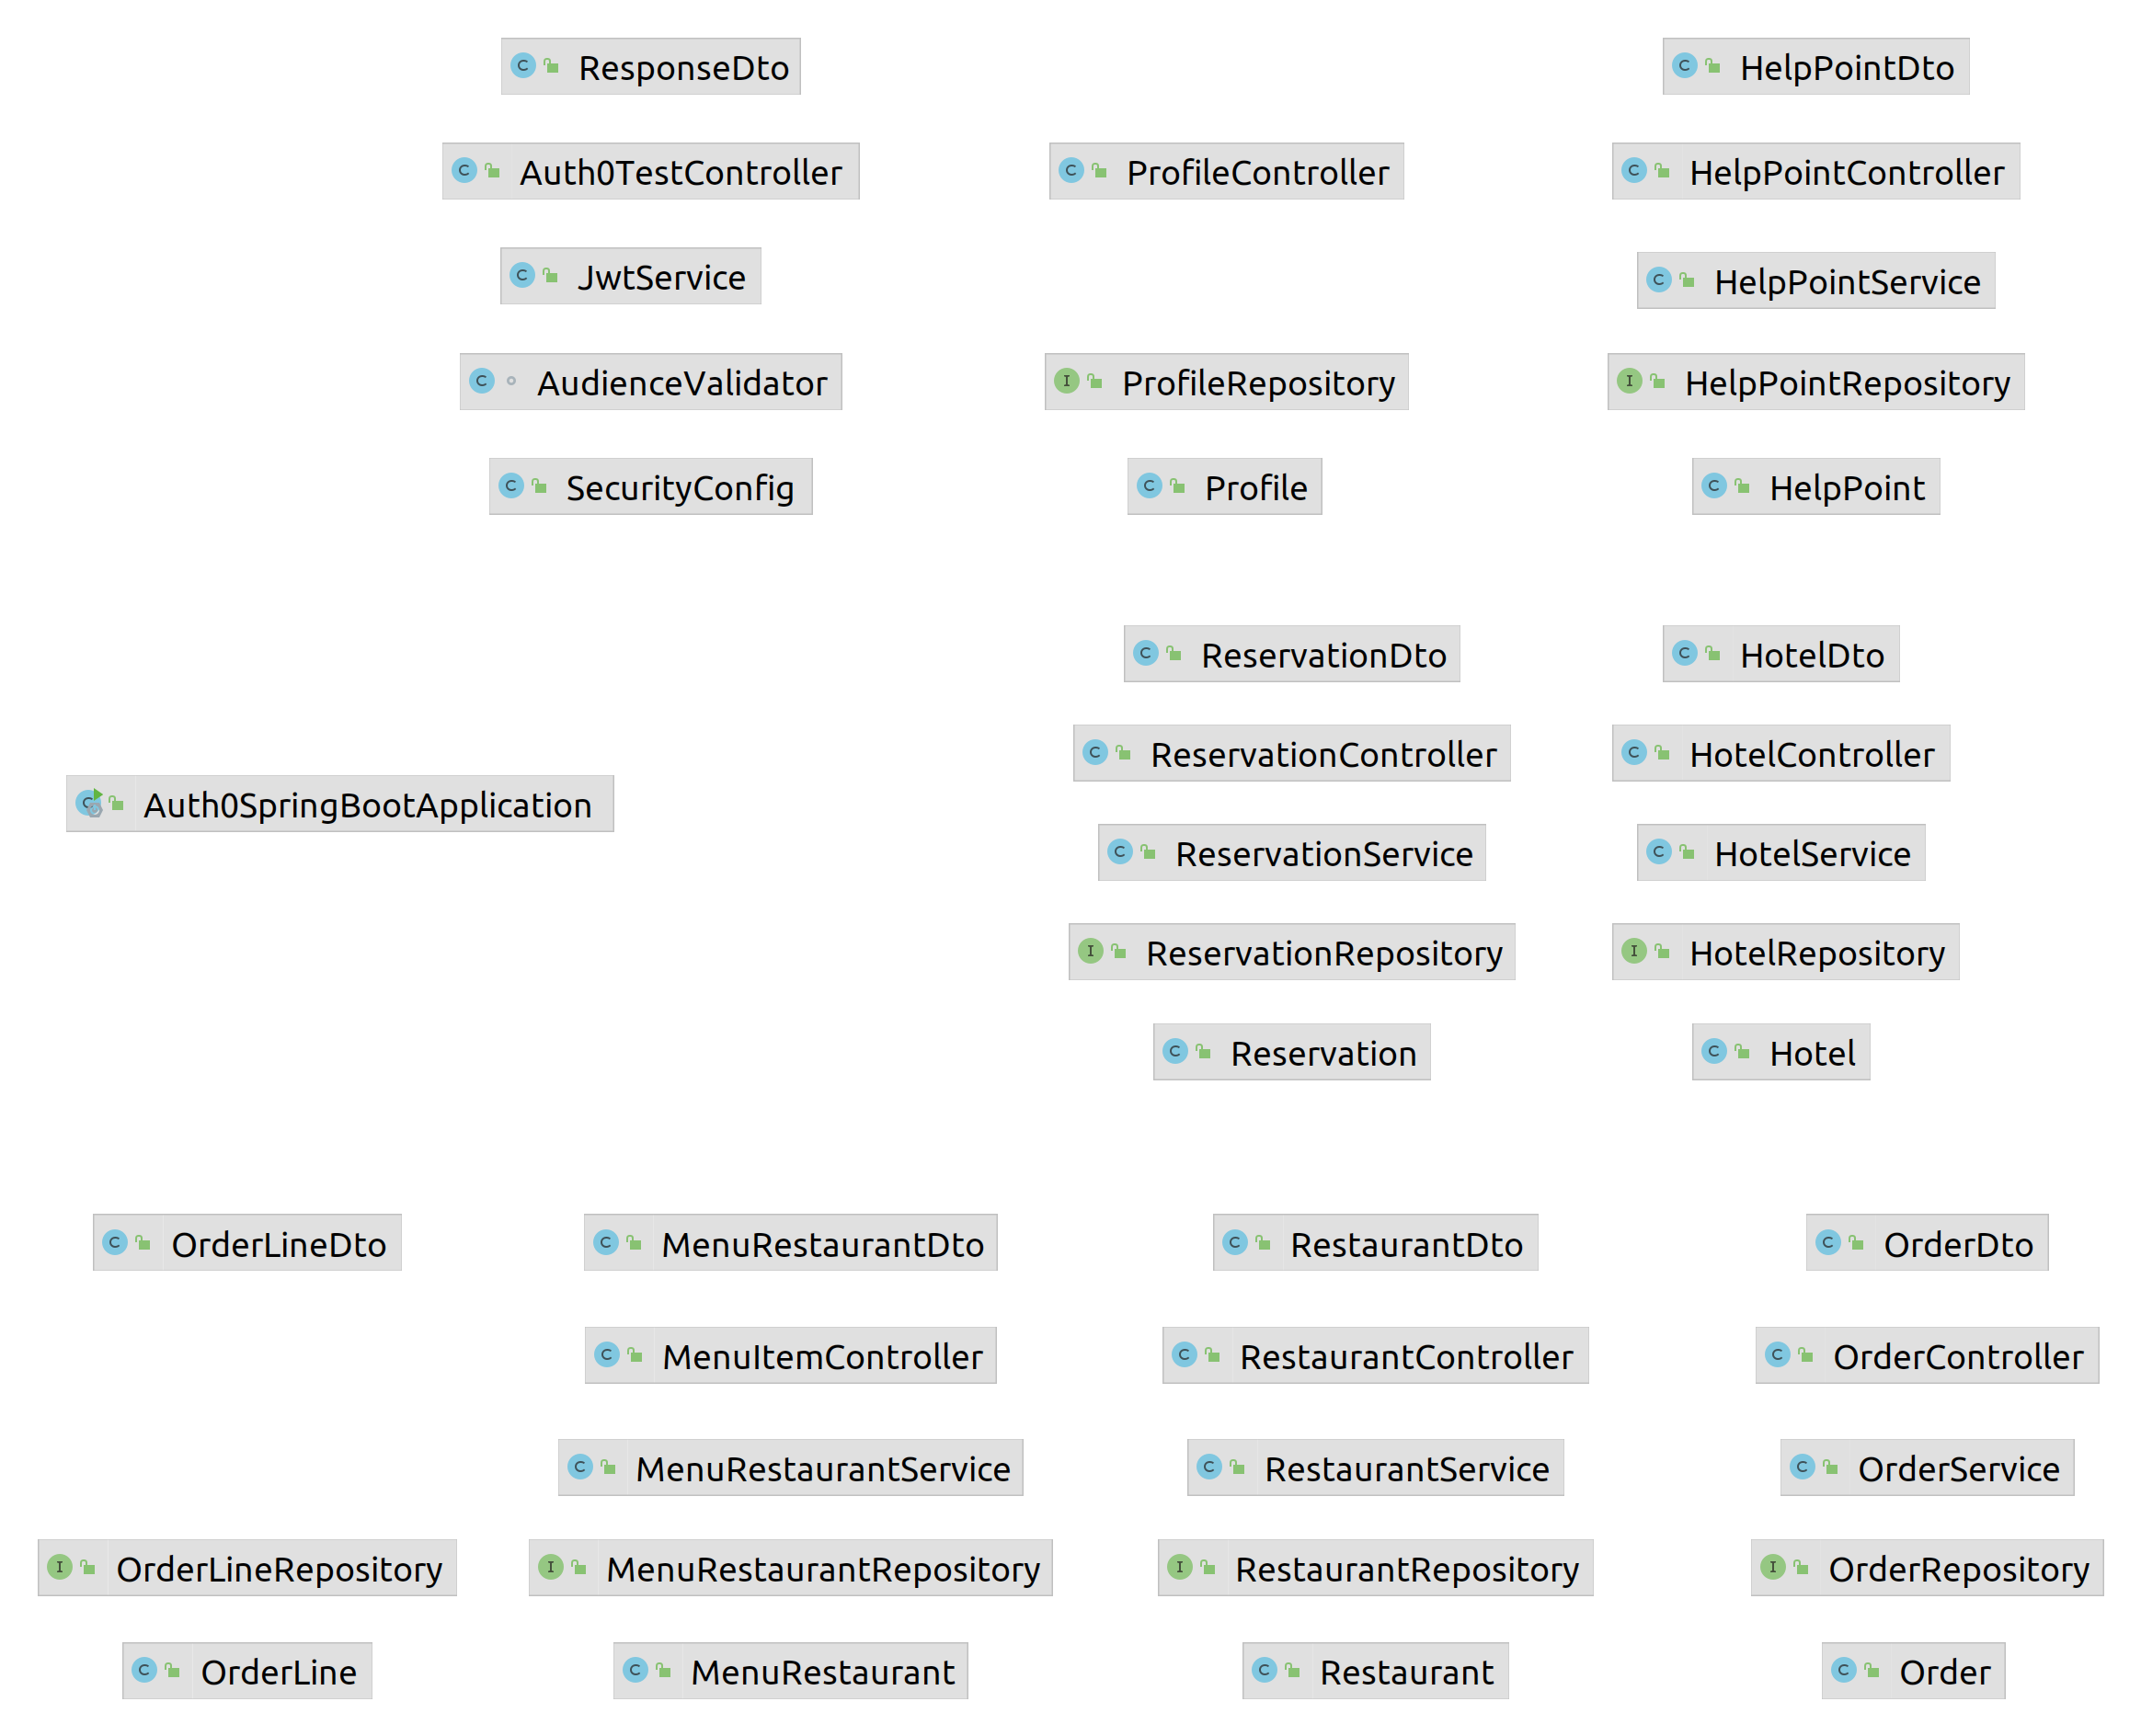 ResponseDto
HelpPointDto
Auth0TestController
ProfileController
HelpPointController
JwtService
HelpPointService
AudienceValidator
ProfileRepository
HelpPointRepository
SecurityConfig
Profile
HelpPoint
ReservationDto
HotelDto
ReservationController
HotelController
Auth0SpringBootApplication
ReservationService
HotelService
ReservationRepository
HotelRepository
Reservation
Hotel
OrderLineDto
MenuRestaurantDto
RestaurantDto
OrderDto
MenuItemController
RestaurantController
OrderController
MenuRestaurantService
RestaurantService
OrderService
OrderLineRepository
MenuRestaurantRepository
RestaurantRepository
OrderRepository
OrderLine
MenuRestaurant
Restaurant
Order